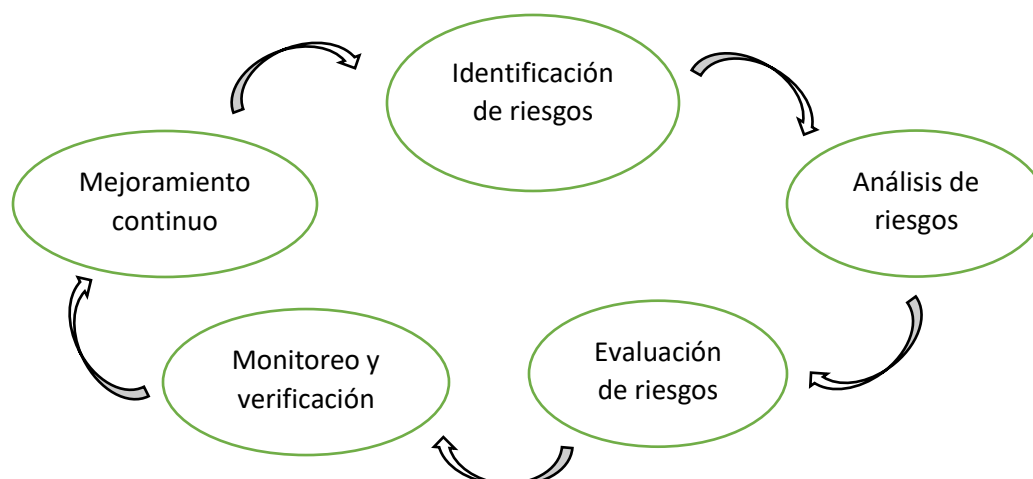 Identificación
de riesgos
Análisis de
riesgos
Evaluación
de riesgos
Monitoreo y
verificación
Mejoramiento
continuo